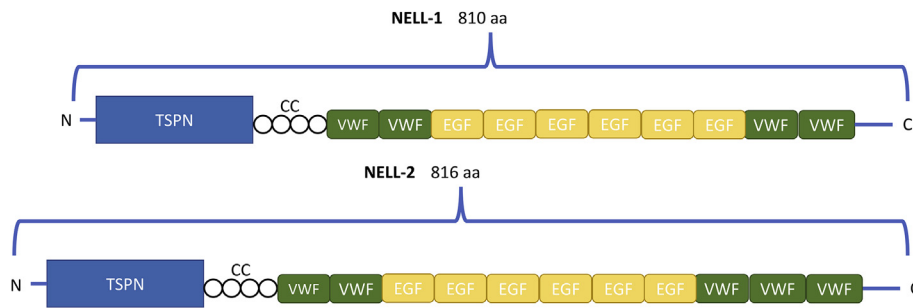 NELL-1 810 aa
N TSPN CC VWF VWF EGF EGF EGF EGF EGF EGF VWF VWF C
NELL-2 816 aa
N TSPN CC VWF VWF EGF EGF EGF EGF EGF EGF VWF VWF VWF C